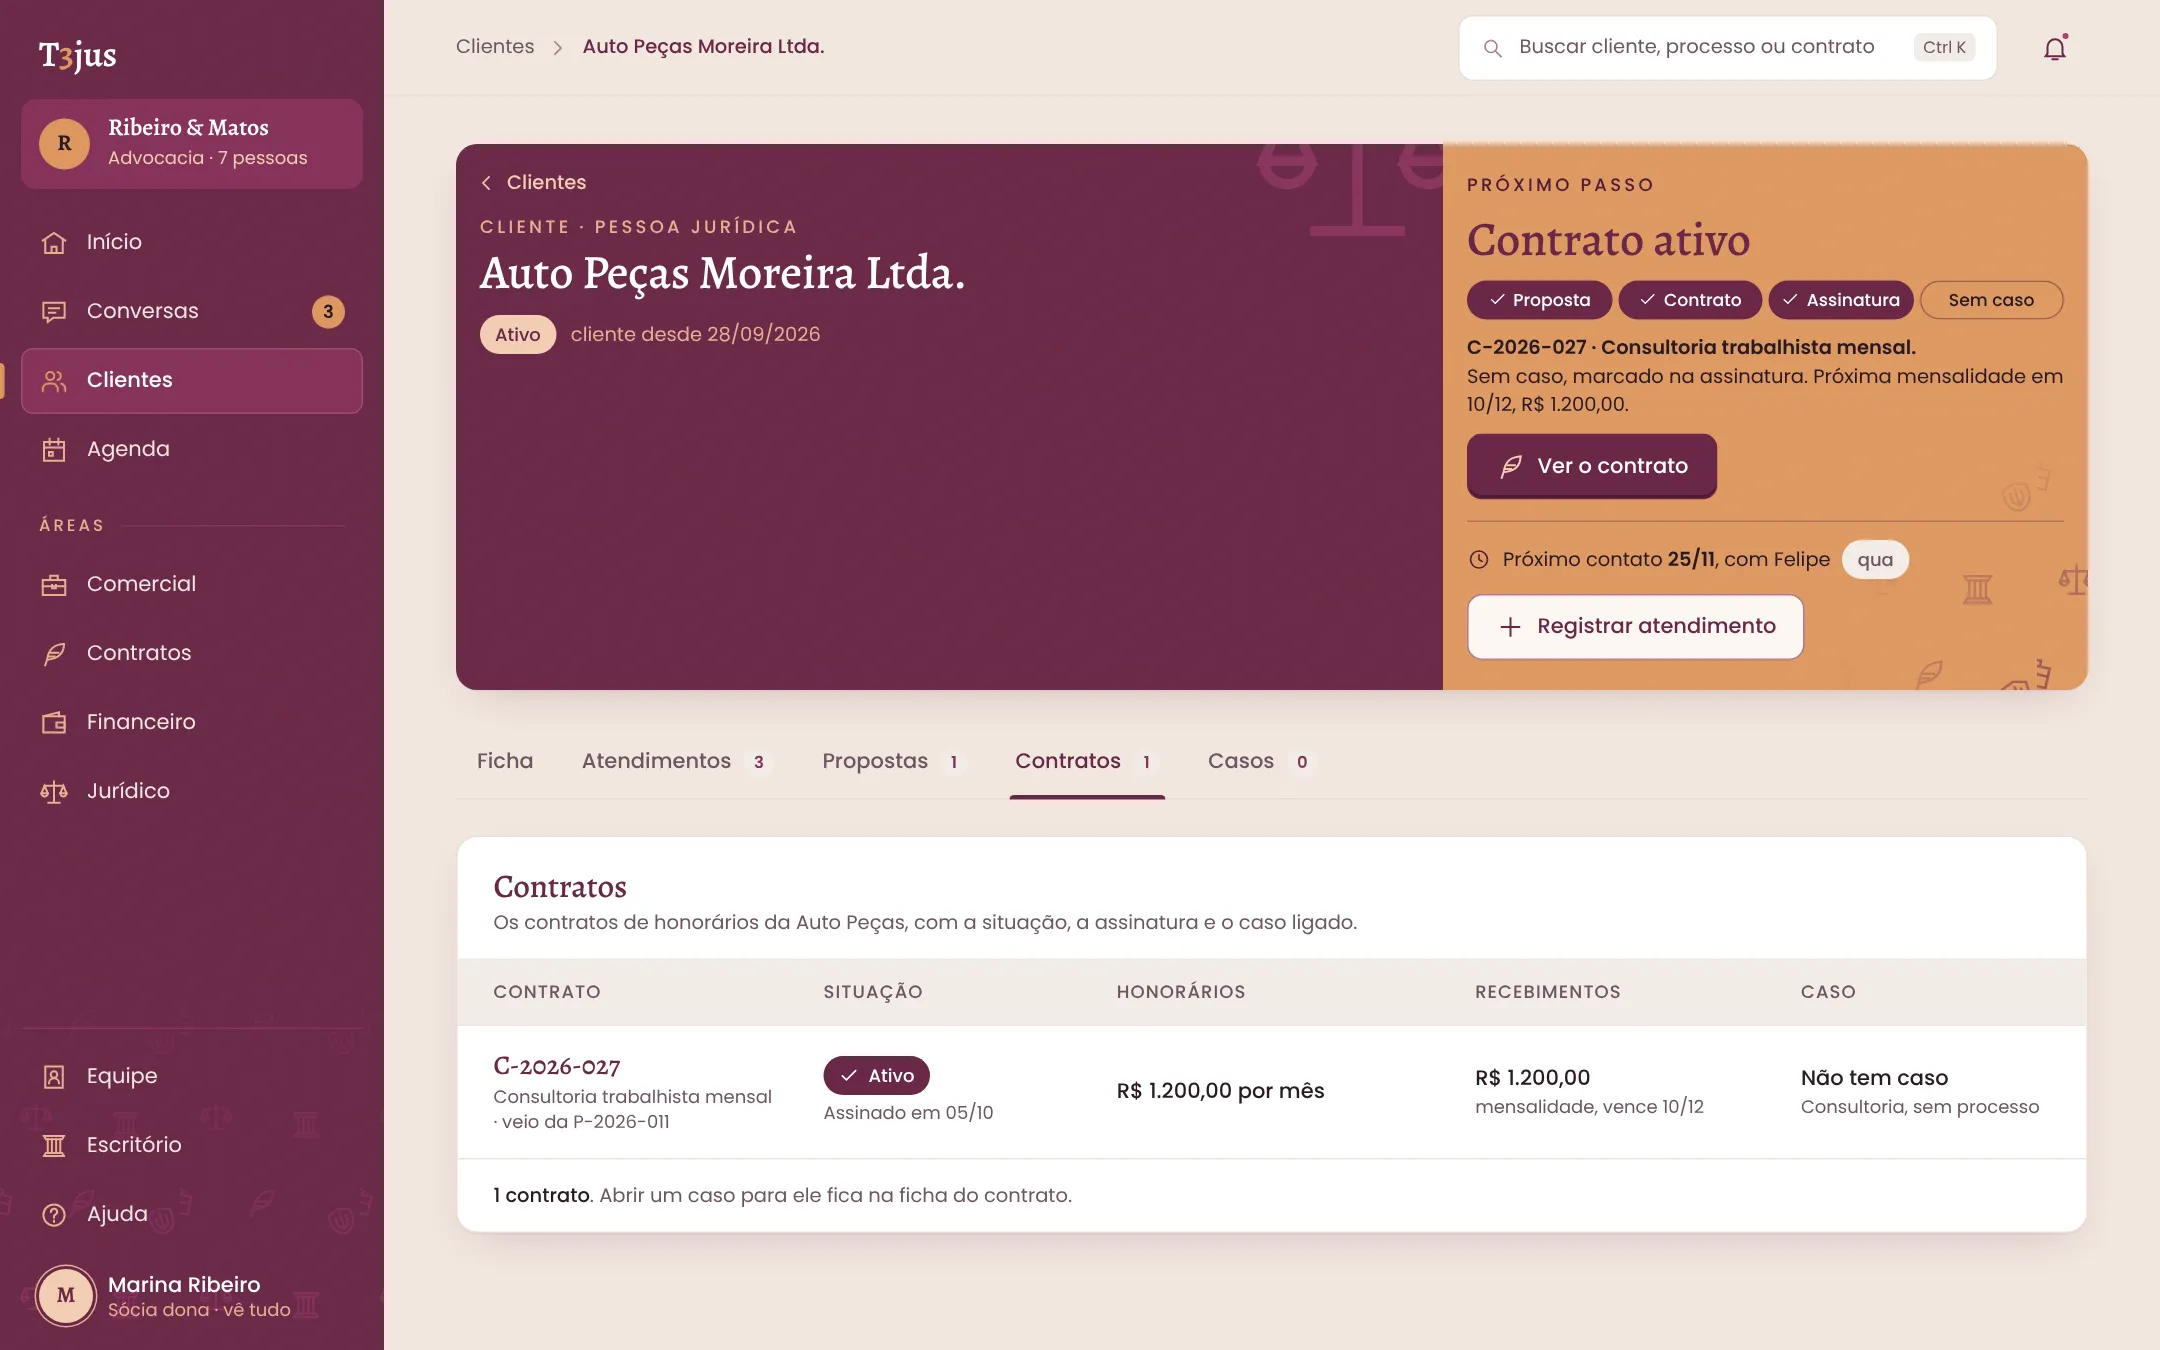 T3jus
R
Ribeiro & Matos
Advocacia · 7 pessoas
Início
Conversas 3
Clientes
Agenda
ÁREAS
Comercial
Contratos
Financeiro
Jurídico
Equipe
Escritório
Ajuda
M
Marina Ribeiro
Sócia dona · vê tudo
Clientes > Auto Peças Moreira Ltda.
Buscar cliente, processo ou contrato Ctrl K
Clientes
CLIENTE · PESSOA JURÍDICA
Auto Peças Moreira Ltda.
Ativo cliente desde 28/09/2026
PRÓXIMO PASSO
Contrato ativo
Proposta Contrato Assinatura Sem caso
C-2026-027 · Consultoria trabalhista mensal.
Sem caso, marcado na assinatura. Próxima mensalidade em
10/12, R$ 1.200,00.
Ver o contrato
Próximo contato 25/11, com Felipe qua
Registrar atendimento
Ficha Atendimentos 3 Propostas 1 Contratos 1 Casos 0
Contratos
Os contratos de honorários da Auto Peças, com a situação, a assinatura e o caso ligado.
CONTRATO SITUAÇÃO HONORÁRIOS RECEBIMENTOS CASO
C-2026-027
Consultoria trabalhista mensal
· veio da P-2026-011
Ativo
Assinado em 05/10
R$ 1.200,00 por mês
R$ 1.200,00
mensalidade, vence 10/12
Não tem caso
Consultoria, sem processo
1 contrato. Abrir um caso para ele fica na ficha do contrato.